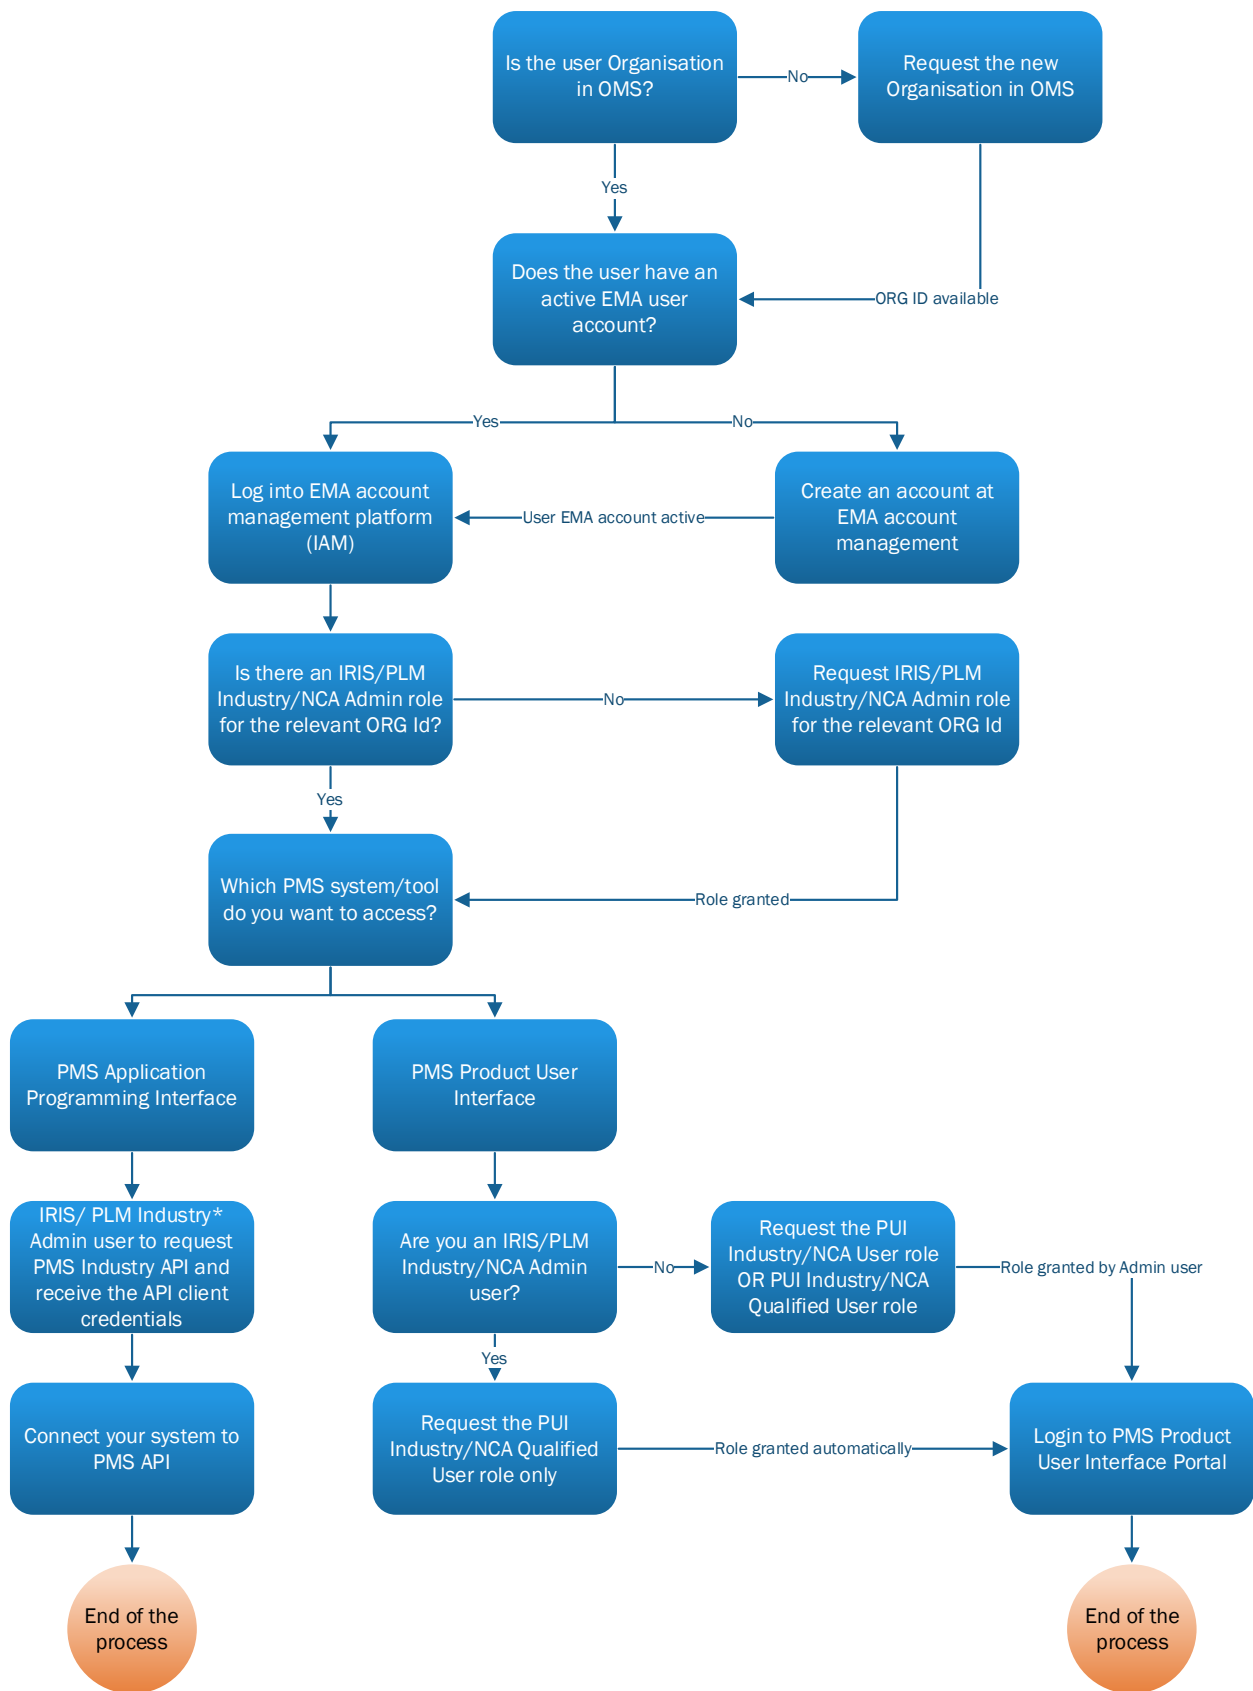 Is the user Organisation
in OMS?
No
Request the new
Organisation in OMS
Yes
Does the user have an
active EMA user
account?
ORG ID available
Yes
No
Log into EMA account
management platform
(IAM)
User EMA account active
Create an account at
EMA account
management
Is there an IRIS/PLM
Industry/NCA Admin role
for the relevant ORG Id?
No
Request IRIS/PLM
Industry/NCA Admin role
for the relevant ORG Id
Yes
Which PMS system/tool
do you want to access?
Role granted
PMS Application
Programming Interface
PMS Product User
Interface
IRIS/ PLM Industry*
Admin user to request
PMS Industry API and
receive the API client
credentials
Are you an IRIS/PLM
Industry/NCA Admin
user?
No
Request the PUI
Industry/NCA User role
OR PUI Industry/NCA
Qualified User role
Role granted by Admin user
Yes
Connect your system to
PMS API
Request the PUI
Industry/NCA Qualified
User role only
Role granted automatically
Login to PMS Product
User Interface Portal
End of the
process
End of the
process